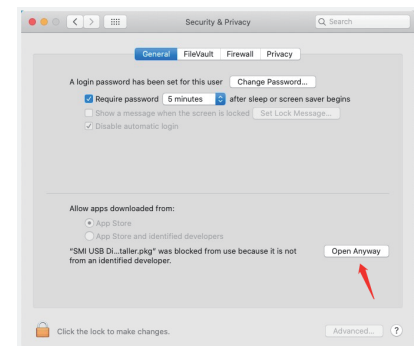 Security & Privacy
Search
General FileVault Firewall Privacy
A login password has been set for this user Change Password...
Require password 5 minutes after sleep or screen saver begins
Show a message when the screen is locked Set Lock Message...
Disable automatic login
Allow apps downloaded from:
App Store
App Store and identified developers
"SMI USB Di...taller.pkg" was blocked from use because it is not Open Anyway
from an identified developer.
Click the lock to make changes. Advanced... ?